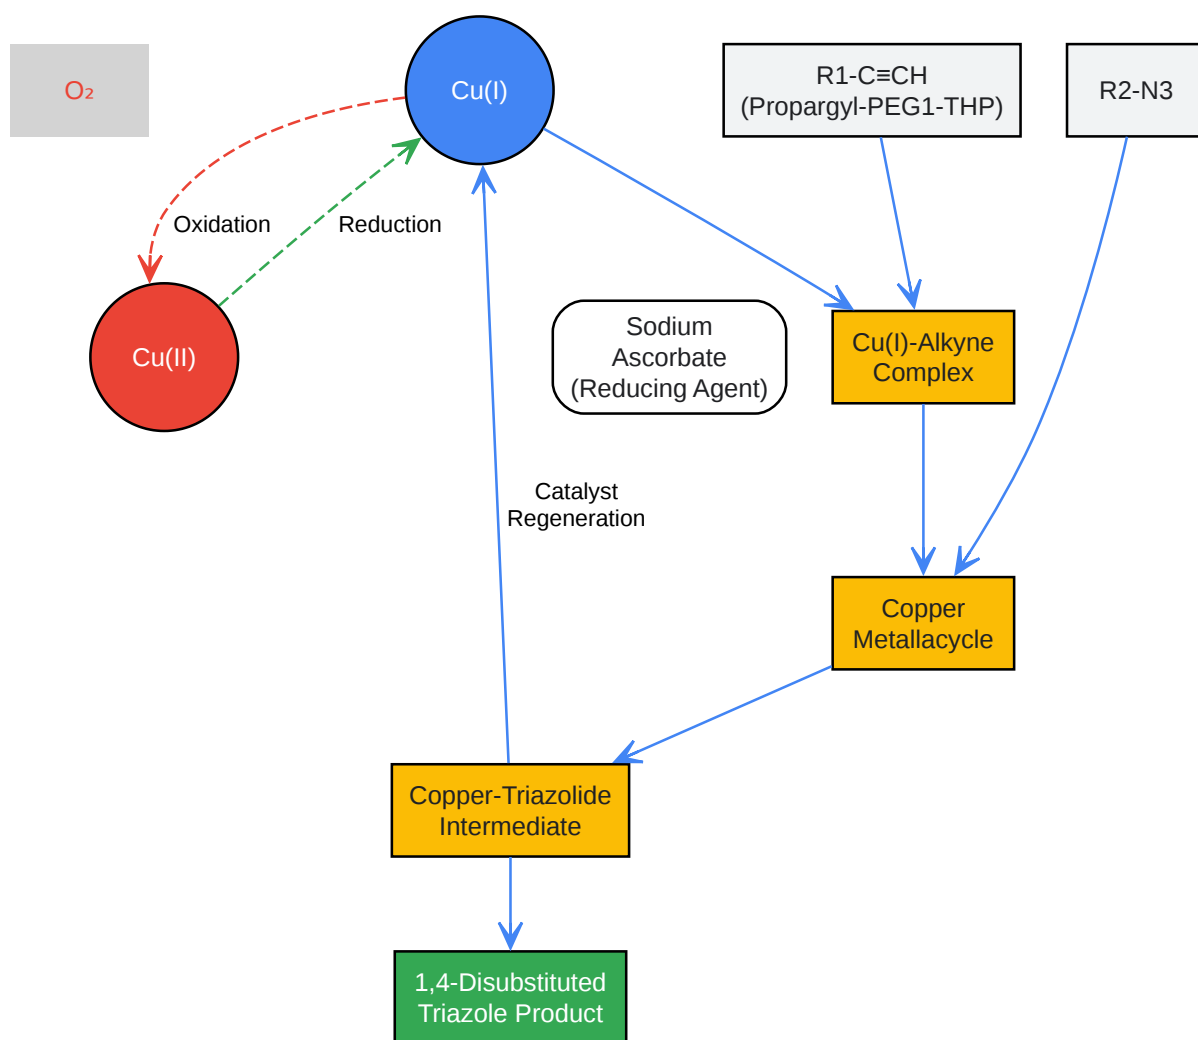 O₂
Cu(I)
R1-C≡CH
(Propargyl-PEG1-THP)
R2-N3
Oxidation
Reduction
Cu(II)
Sodium
Ascorbate
(Reducing Agent)
Cu(I)-Alkyne
Complex
Catalyst
Regeneration
Copper
Metallacycle
Copper-Triazolide
Intermediate
1,4-Disubstituted
Triazole Product